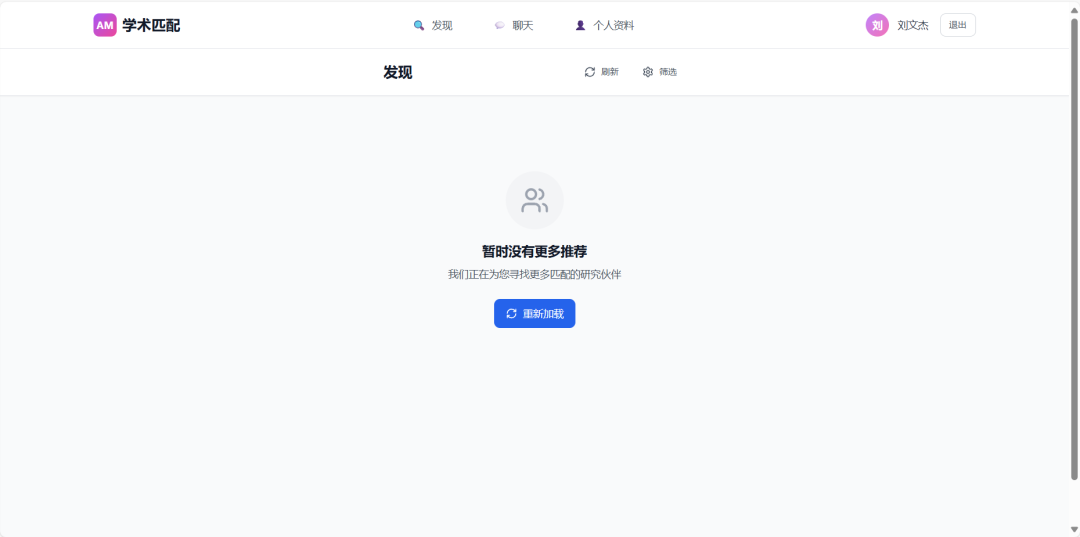 AM 学术匹配 发现 聊天 个人资料 刘 刘文杰 退出
发现 刷新 筛选
暂时没有更多推荐
我们正在为您寻找更多匹配的研究伙伴
重新加载